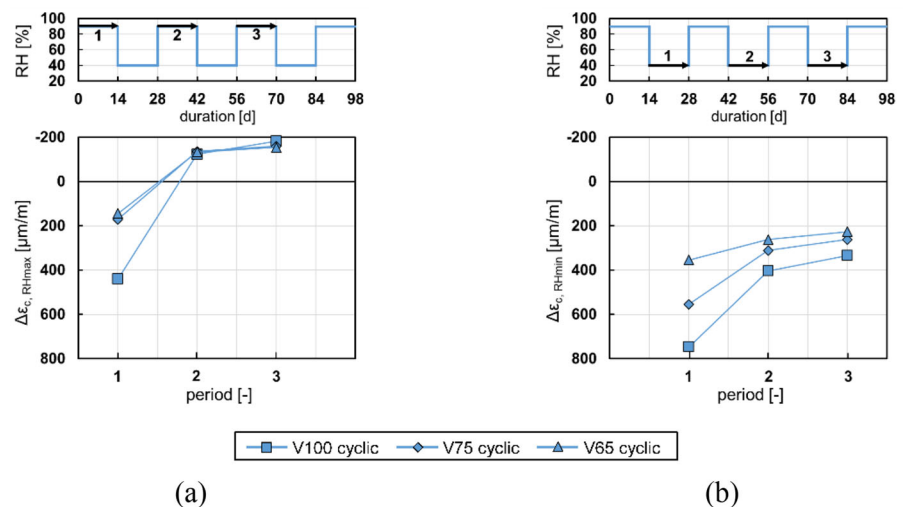 RH [%]
100
80
60
40
20
1
2
3
0 14 28 42 56 70 84 98
duration [d]
Δεc, RHmax [µm/m]
-200
0
200
400
600
800
1 2 3
period [-]
RH [%]
100
80
60
40
20
1
2
3
0 14 28 42 56 70 84 98
duration [d]
Δεc, RHmin [µm/m]
-200
0
200
400
600
800
1 2 3
period [-]
V100 cyclic V75 cyclic V65 cyclic
(a) (b)